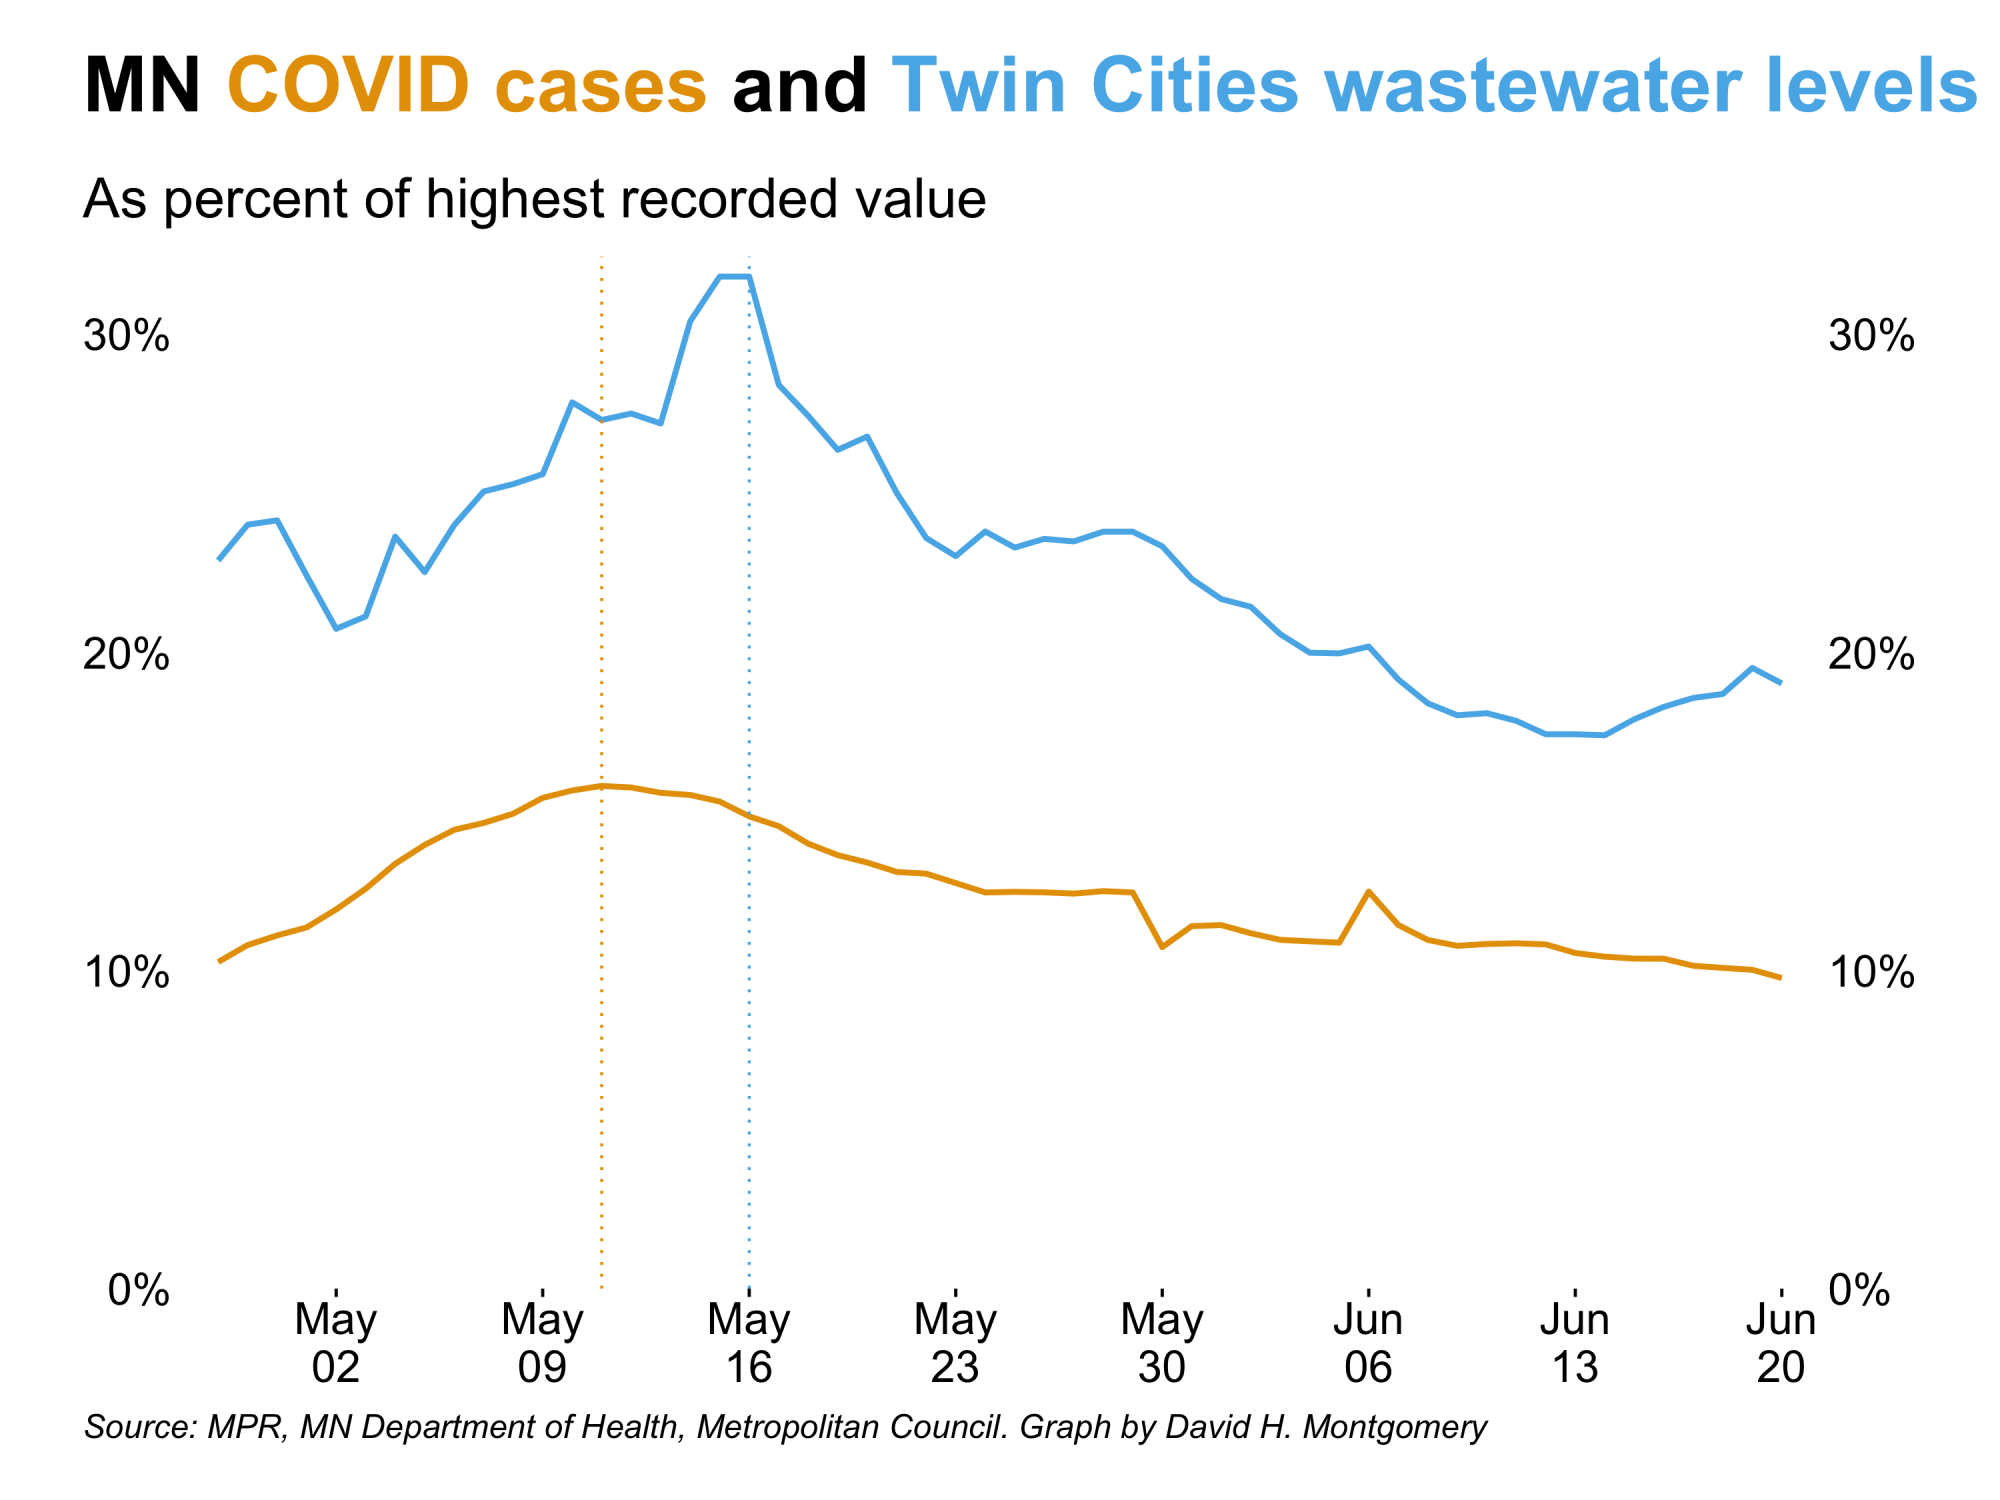 MN COVID cases and Twin Cities wastewater levels
As percent of highest recorded value
30%
30%
20%
20%
10%
10%
0%
0%
May 02
May 09
May 16
May 23
May 30
Jun 06
Jun 13
Jun 20
Source: MPR, MN Department of Health, Metropolitan Council. Graph by David H. Montgomery